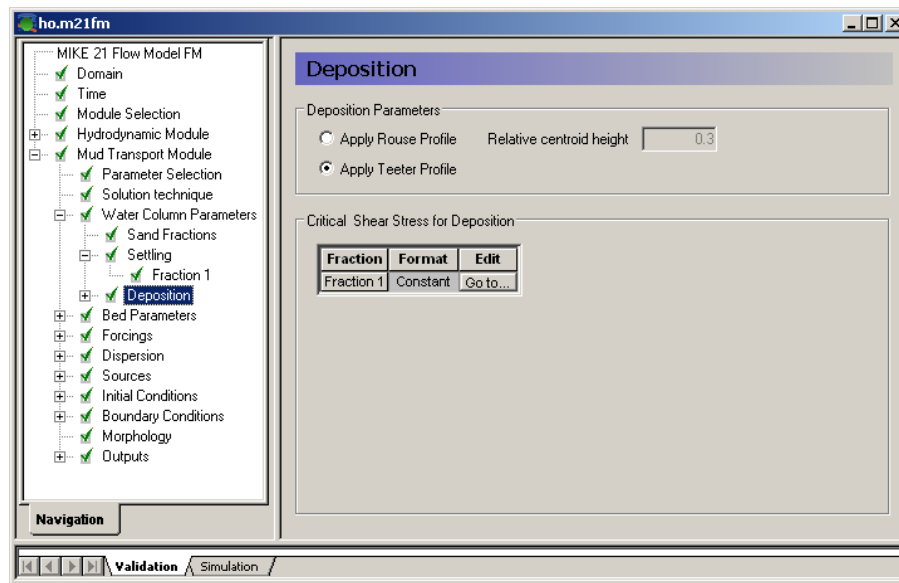 ho.m21fm
MIKE 21 Flow Model FM
Domain
Time
Module Selection
Hydrodynamic Module
Mud Transport Module
Parameter Selection
Solution technique
Water Column Parameters
Sand Fractions
Settling
Fraction 1
Deposition
Bed Parameters
Forcings
Dispersion
Sources
Initial Conditions
Boundary Conditions
Morphology
Outputs
Navigation
Deposition
Deposition Parameters
Apply Rouse Profile Relative centroid height 0.3
Apply Teeter Profile
Critical Shear Stress for Deposition
Fraction Format Edit
Fraction 1 Constant Go to...
Validation Simulation